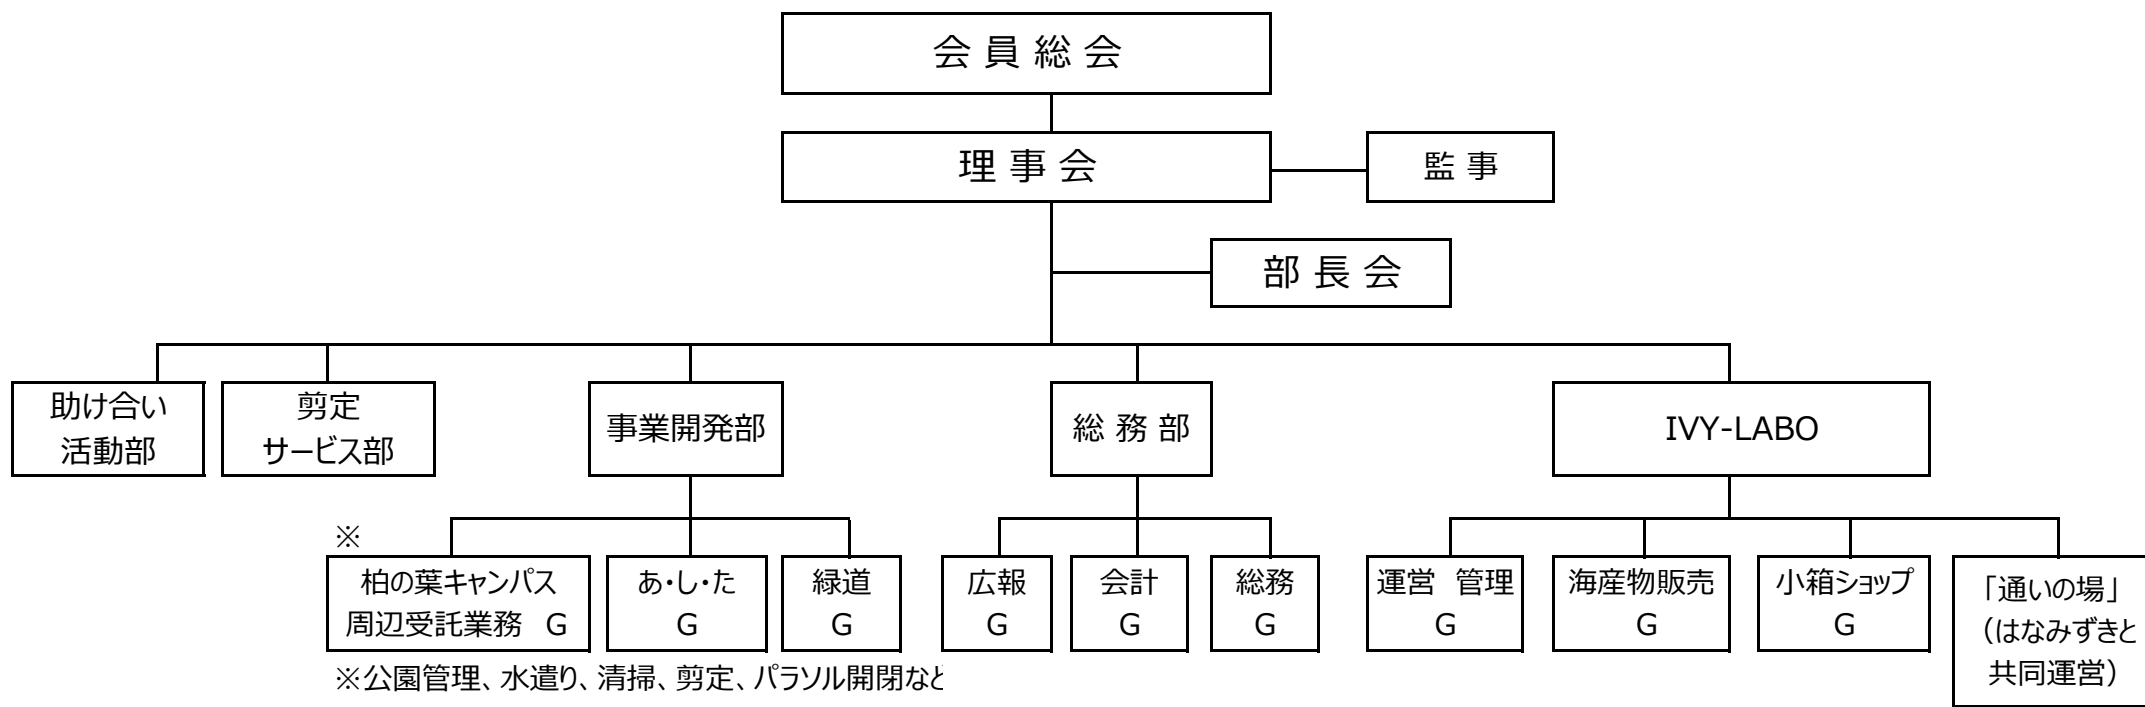 会 員 総 会
理 事 会
監 事
部 長 会
助け合い
活動部
剪定
サービス部
事業開発部
総 務 部
IVY-LABO
※
柏の葉キャンパス
周辺受託業務 G
あ・し・た
G
緑道
G
広報
G
会計
G
総務
G
運営 管理
G
海産物販売
G
小箱ショップ
G
「通いの場」
（はなみずきと
共同運営）
※公園管理、水遣り、清掃、剪定、パラソル開閉など